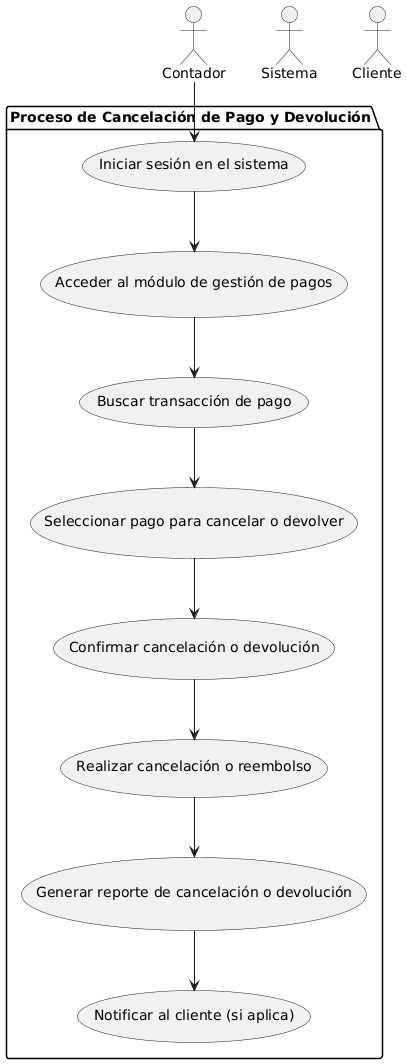 Contador
Sistema
Cliente
Proceso de Cancelación de Pago y Devolución
Iniciar sesión en el sistema
Acceder al módulo de gestión de pagos
Buscar transacción de pago
Seleccionar pago para cancelar o devolver
Confirmar cancelación o devolución
Realizar cancelación o reembolso
Generar reporte de cancelación o devolución
Notificar al cliente (si aplica)